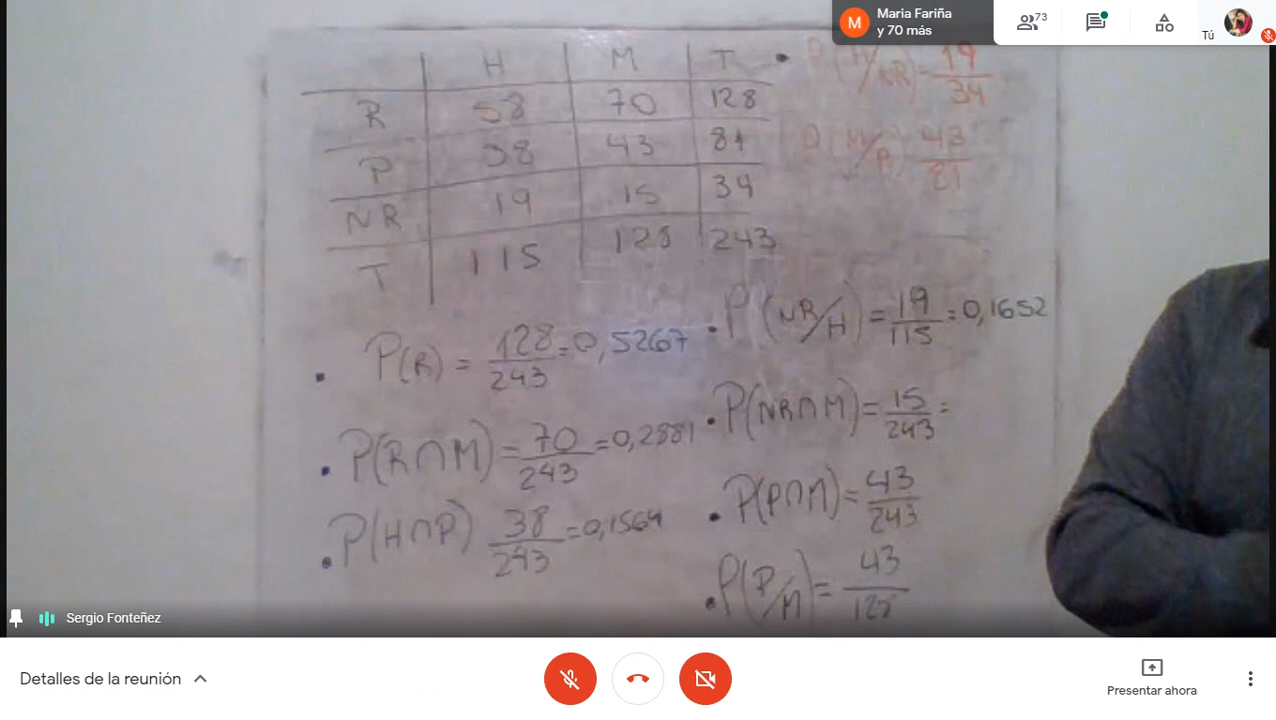 Maria Fariña
y 70 más
73
Tú
H M T
R 58 70 128
P 38 43 81
NR 19 15 34
T 115 128 243
• P(H/NR)=19/34
P(M/P) 43/81
• P(R) = 128/243=0,5267
• P(R∩M)=70/243=0,2881
• P(H∩P) 38/243=0,1564
• P(NR/H)=19/115=0,1652
• P(NR∩M)=15/243=
• P(P∩M)=43/243
• P(P/M)=43/128
Sergio Fonteñez
Detalles de la reunión
Presentar ahora